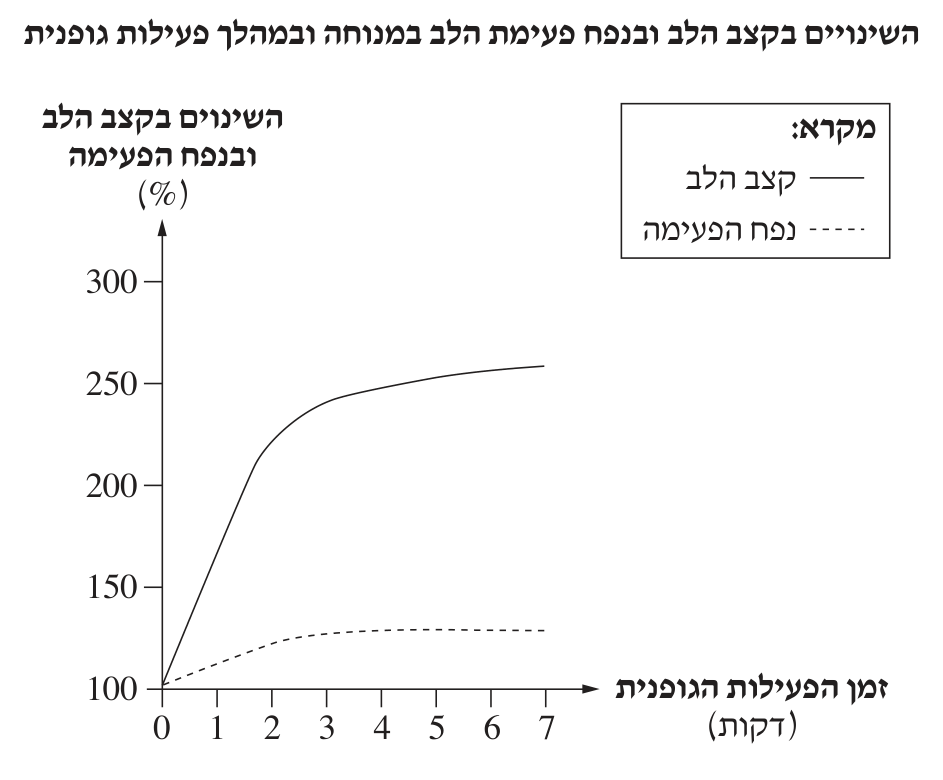 השינויים בקצב הלב ובנפח פעימת הלב במנוחה ובמהלך פעילות גופנית
השינוים בקצב הלב
ובנפח הפעימה
(%)
מקרא:
קצב הלב
נפח הפעימה
300
250
200
150
100
0 1 2 3 4 5 6 7
זמן הפעילות הגופנית
(דקות)